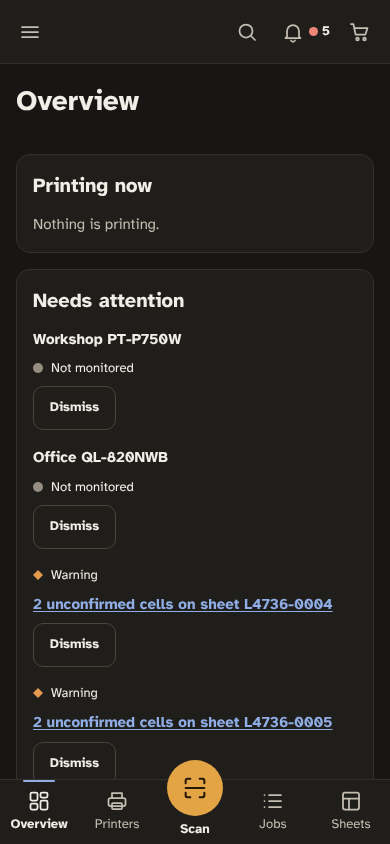 5
Overview
Printing now
Nothing is printing.
Needs attention
Workshop PT-P750W
Not monitored
Dismiss
Office QL-820NWB
Not monitored
Dismiss
Warning
2 unconfirmed cells on sheet L4736-0004
Dismiss
Warning
2 unconfirmed cells on sheet L4736-0005
Dismiss
Overview
Printers
Scan
Jobs
Sheets